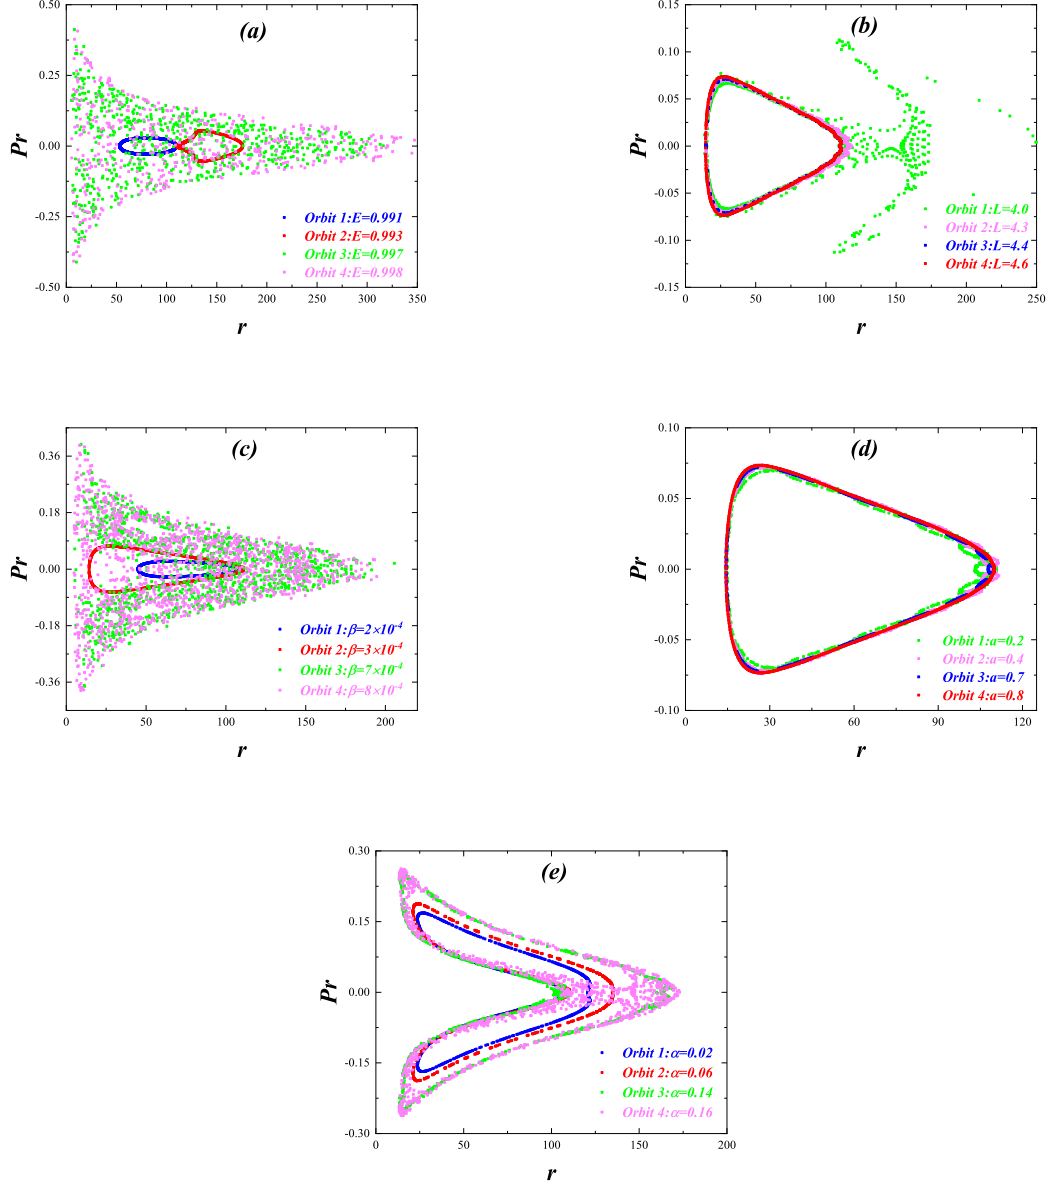 (a)
0.50
0.25
0.00
-0.25
-0.50
Pr
Orbit 1:E=0.991
Orbit 2:E=0.993
Orbit 3:E=0.997
Orbit 4:E=0.998
0 50 100 150 200 250 300 350
r
(b)
0.15
0.10
0.05
0.00
-0.05
-0.10
-0.15
Pr
Orbit 1:L=4.0
Orbit 2:L=4.3
Orbit 3:L=4.4
Orbit 4:L=4.6
0 50 100 150 200 250
r
(c)
0.36
0.18
0.00
-0.18
-0.36
Pr
Orbit 1:β=2×10⁻⁴
Orbit 2:β=3×10⁻⁴
Orbit 3:β=7×10⁻⁴
Orbit 4:β=8×10⁻⁴
0 50 100 150 200
r
(d)
0.10
0.05
0.00
-0.05
-0.10
Pr
Orbit 1:a=0.2
Orbit 2:a=0.4
Orbit 3:a=0.7
Orbit 4:a=0.8
0 30 60 90 120
r
(e)
0.30
0.15
0.00
-0.15
-0.30
Pr
Orbit 1:α=0.02
Orbit 2:α=0.06
Orbit 3:α=0.14
Orbit 4:α=0.16
0 50 100 150 200
r